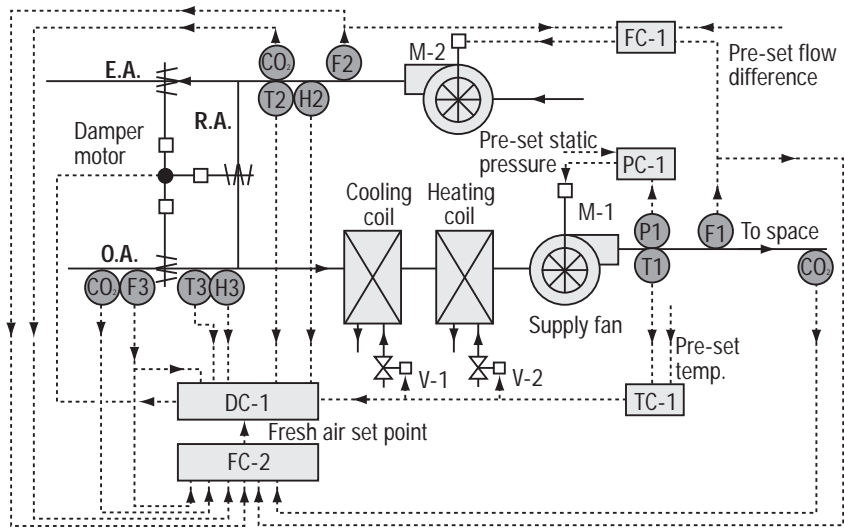 CO₂
F2
M-2
FC-1
E.A.
T2
H2
Pre-set flow
difference
R.A.
Damper
motor
Pre-set static
pressure
PC-1
Cooling
coil
Heating
coil
M-1
O.A.
P1
F1
To space
T1
CO₂
CO₂
F3
T3
H3
Supply fan
Pre-set
temp.
V-1
V-2
DC-1
TC-1
Fresh air set point
FC-2